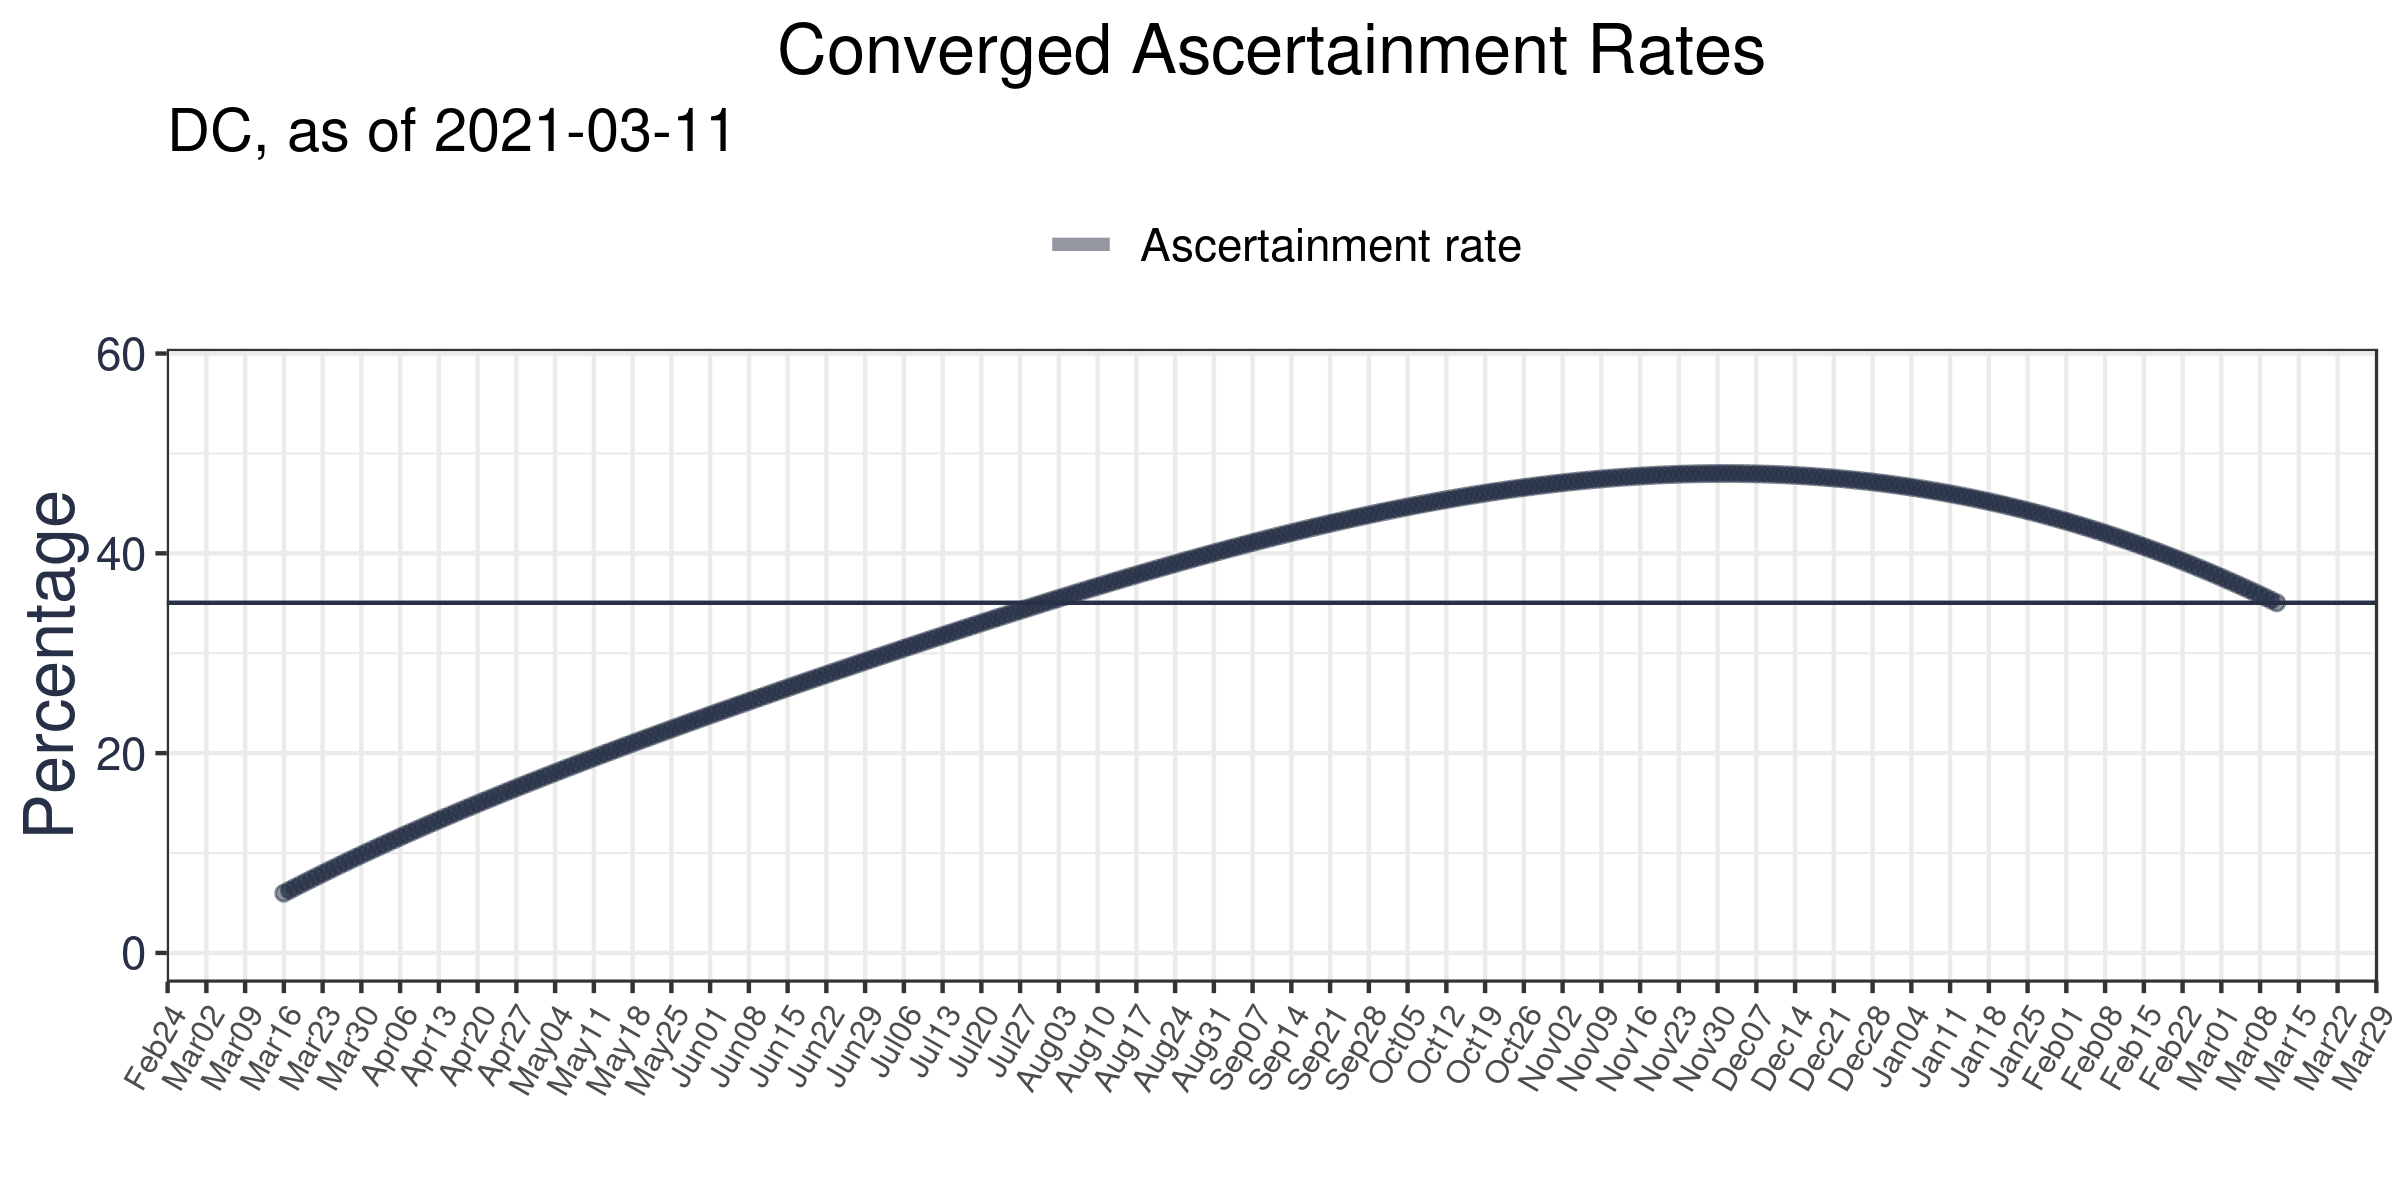 Converged Ascertainment Rates
DC, as of 2021-03-11
Ascertainment rate
Percentage
60
40
20
0
Feb24
Mar02
Mar09
Mar16
Mar23
Mar30
Apr06
Apr13
Apr20
Apr27
May04
May11
May18
May25
Jun01
Jun08
Jun15
Jun22
Jun29
Jul06
Jul13
Jul20
Jul27
Aug03
Aug10
Aug17
Aug24
Aug31
Sep07
Sep14
Sep21
Sep28
Oct05
Oct12
Oct19
Oct26
Nov02
Nov09
Nov16
Nov23
Nov30
Dec07
Dec14
Dec21
Dec28
Jan04
Jan11
Jan18
Jan25
Feb01
Feb08
Feb15
Feb22
Mar01
Mar08
Mar15
Mar22
Mar29